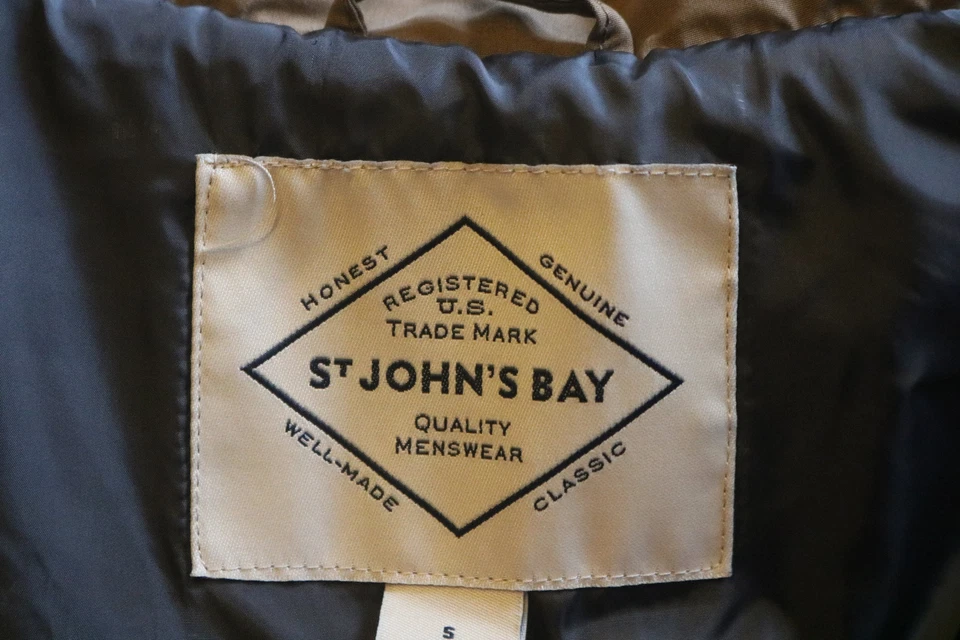 HONEST
GENUINE
REGISTERED
U.S.
TRADE MARK
ST JOHN'S BAY
QUALITY
MENSWEAR
WELL-MADE
CLASSIC
S